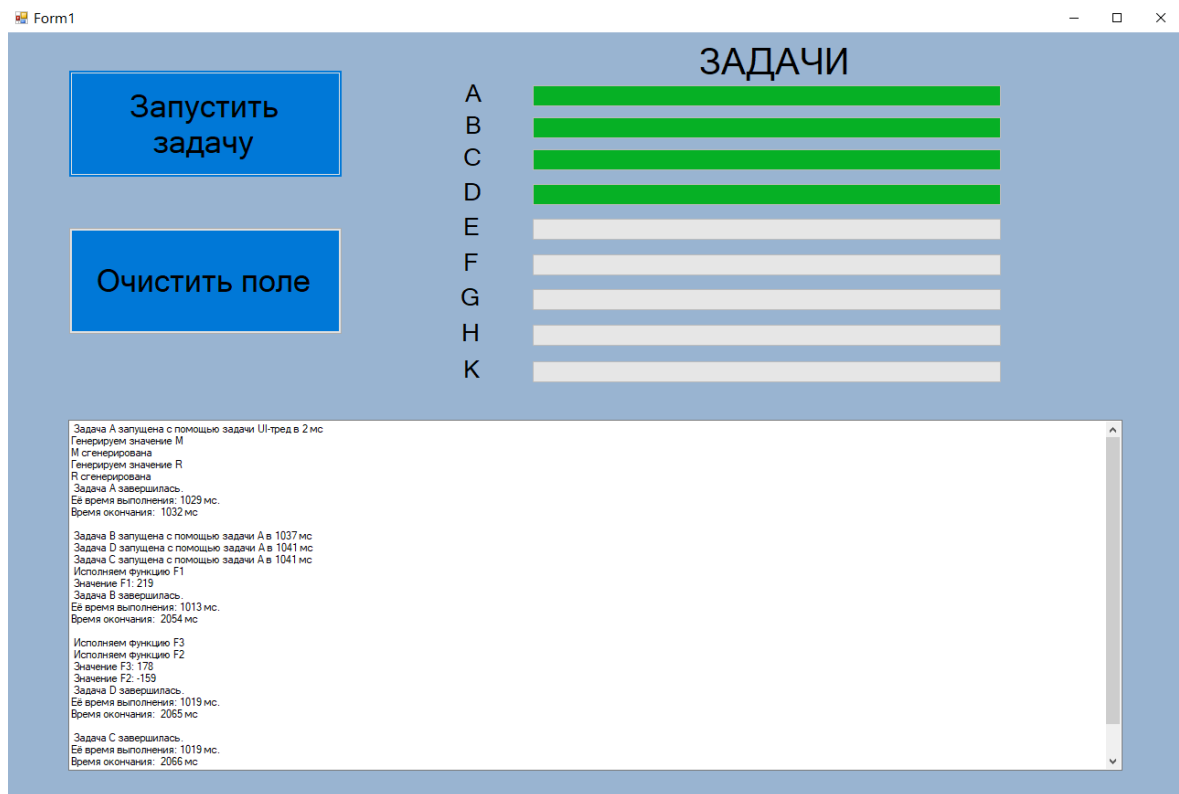 Form1
ЗАДАЧИ
Запустить
задачу
Очистить поле
A
B
C
D
E
F
G
H
K
Задача A запущена с помощью задачи UI-тред в 2 мс
Генерируем значение M
M сгенерирована
Генерируем значение R
R сгенерирована
Задача A завершилась.
Её время выполнения: 1029 мс.
Время окончания: 1032 мс
Задача B запущена с помощью задачи A в 1037 мс
Задача D запущена с помощью задачи A в 1041 мс
Задача C запущена с помощью задачи A в 1041 мс
Исполняем функцию F1
Значение F1: 219
Задача B завершилась.
Её время выполнения: 1013 мс.
Время окончания: 2054 мс
Исполняем функцию F3
Исполняем функцию F2
Значение F3: 178
Значение F2: -159
Задача D завершилась.
Её время выполнения: 1019 мс.
Время окончания: 2065 мс
Задача C завершилась.
Её время выполнения: 1019 мс.
Время окончания: 2066 мс